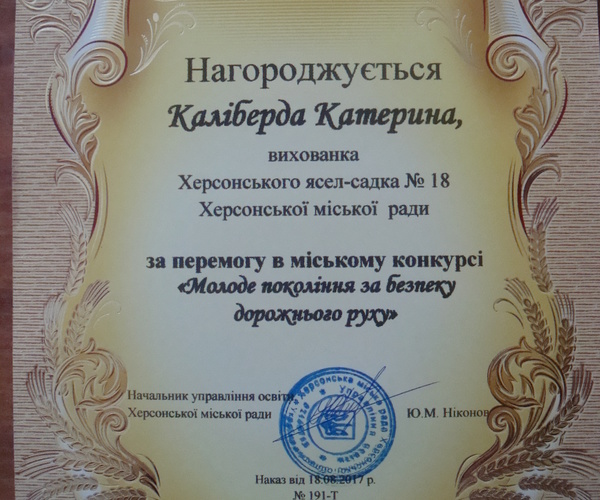 Нагороджується
Каліберда Катерина,
вихованка
Херсонського ясел-садка № 18
Херсонської міської ради
за перемогу в міському конкурсі
«Молоде покоління за безпеку
дорожнього руху»
Начальник управління освіти
Херсонської міської ради Ю.М. Ніконов
Наказ від 18.08.2017 р.
№ 191-Т